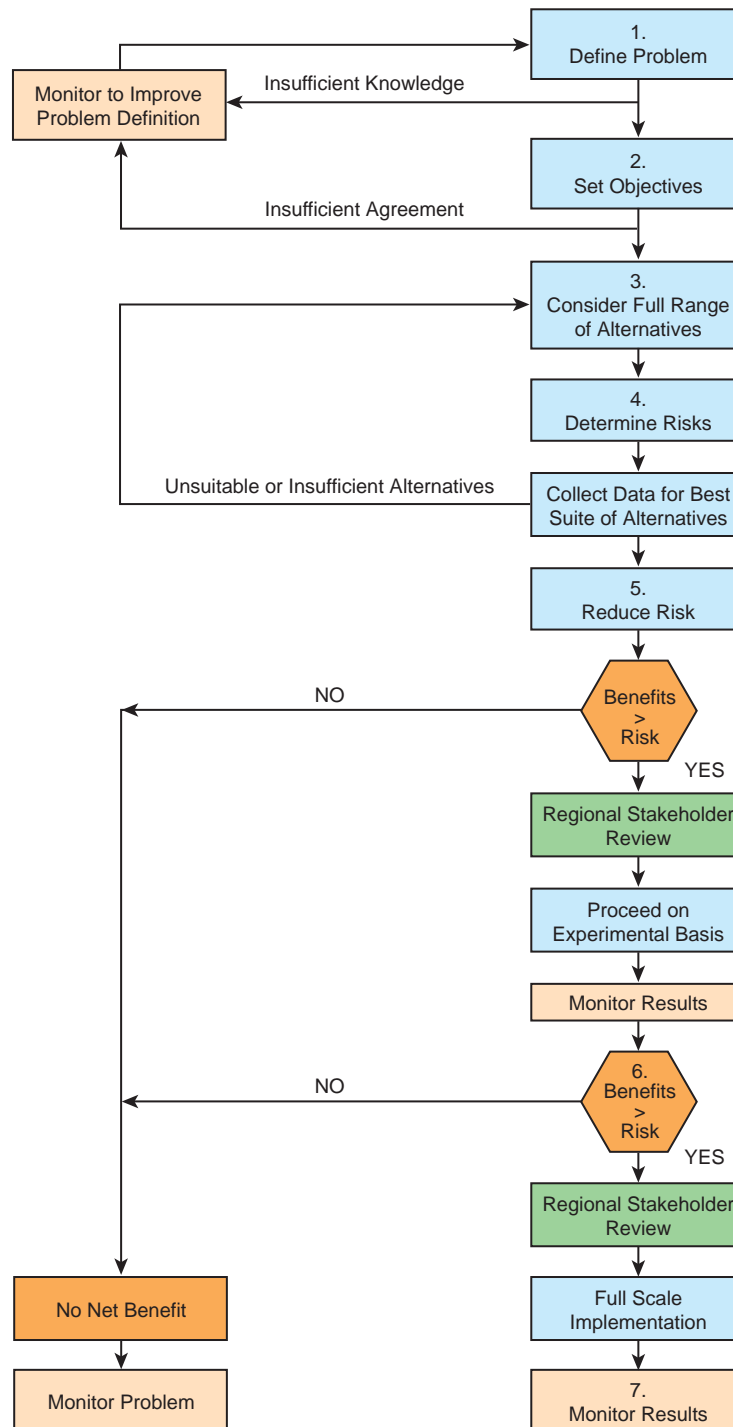 1.
Define Problem
Monitor to Improve
Problem Definition
Insufficient Knowledge
2.
Set Objectives
Insufficient Agreement
3.
Consider Full Range
of Alternatives
4.
Determine Risks
Unsuitable or Insufficient Alternatives
Collect Data for Best
Suite of Alternatives
5.
Reduce Risk
NO
Benefits
>
Risk
YES
Regional Stakeholder
Review
Proceed on
Experimental Basis
Monitor Results
NO
6.
Benefits
>
Risk
YES
Regional Stakeholder
Review
No Net Benefit
Full Scale
Implementation
Monitor Problem
7.
Monitor Results